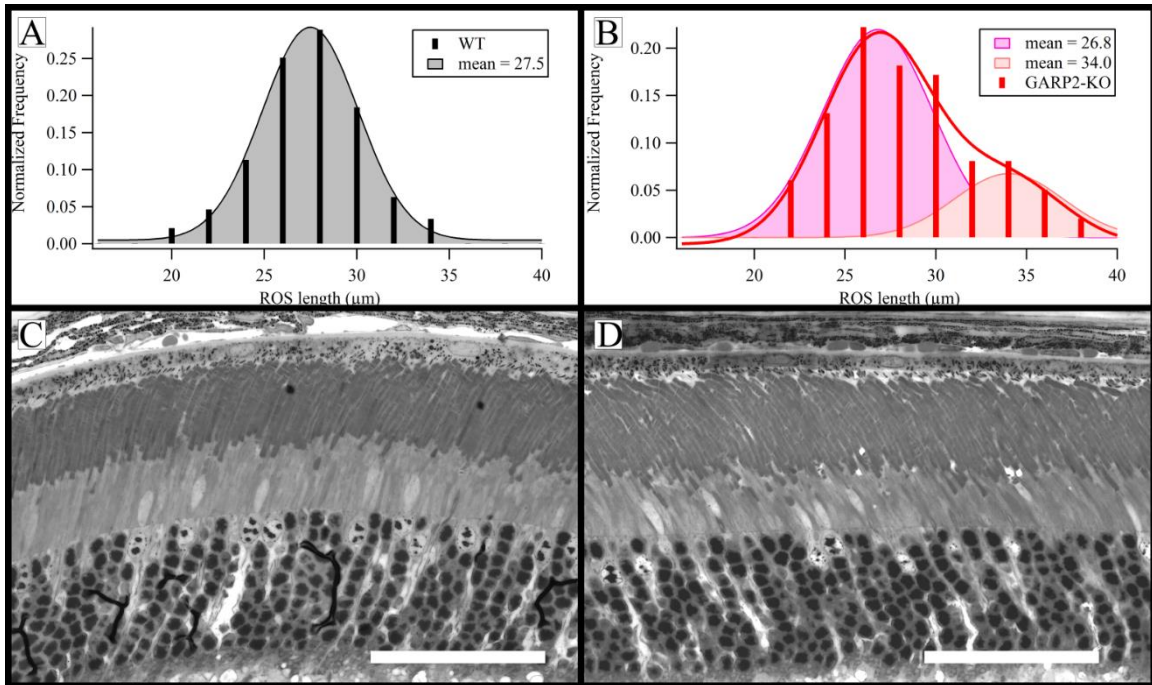 A
Normalized Frequency
0.25
0.20
0.15
0.10
0.05
0.00
20
25
30
35
40
ROS length (µm)
WT
mean = 27.5
B
Normalized Frequency
0.20
0.15
0.10
0.05
0.00
20
25
30
35
40
ROS length (µm)
mean = 26.8
mean = 34.0
GARP2-KO
C
D